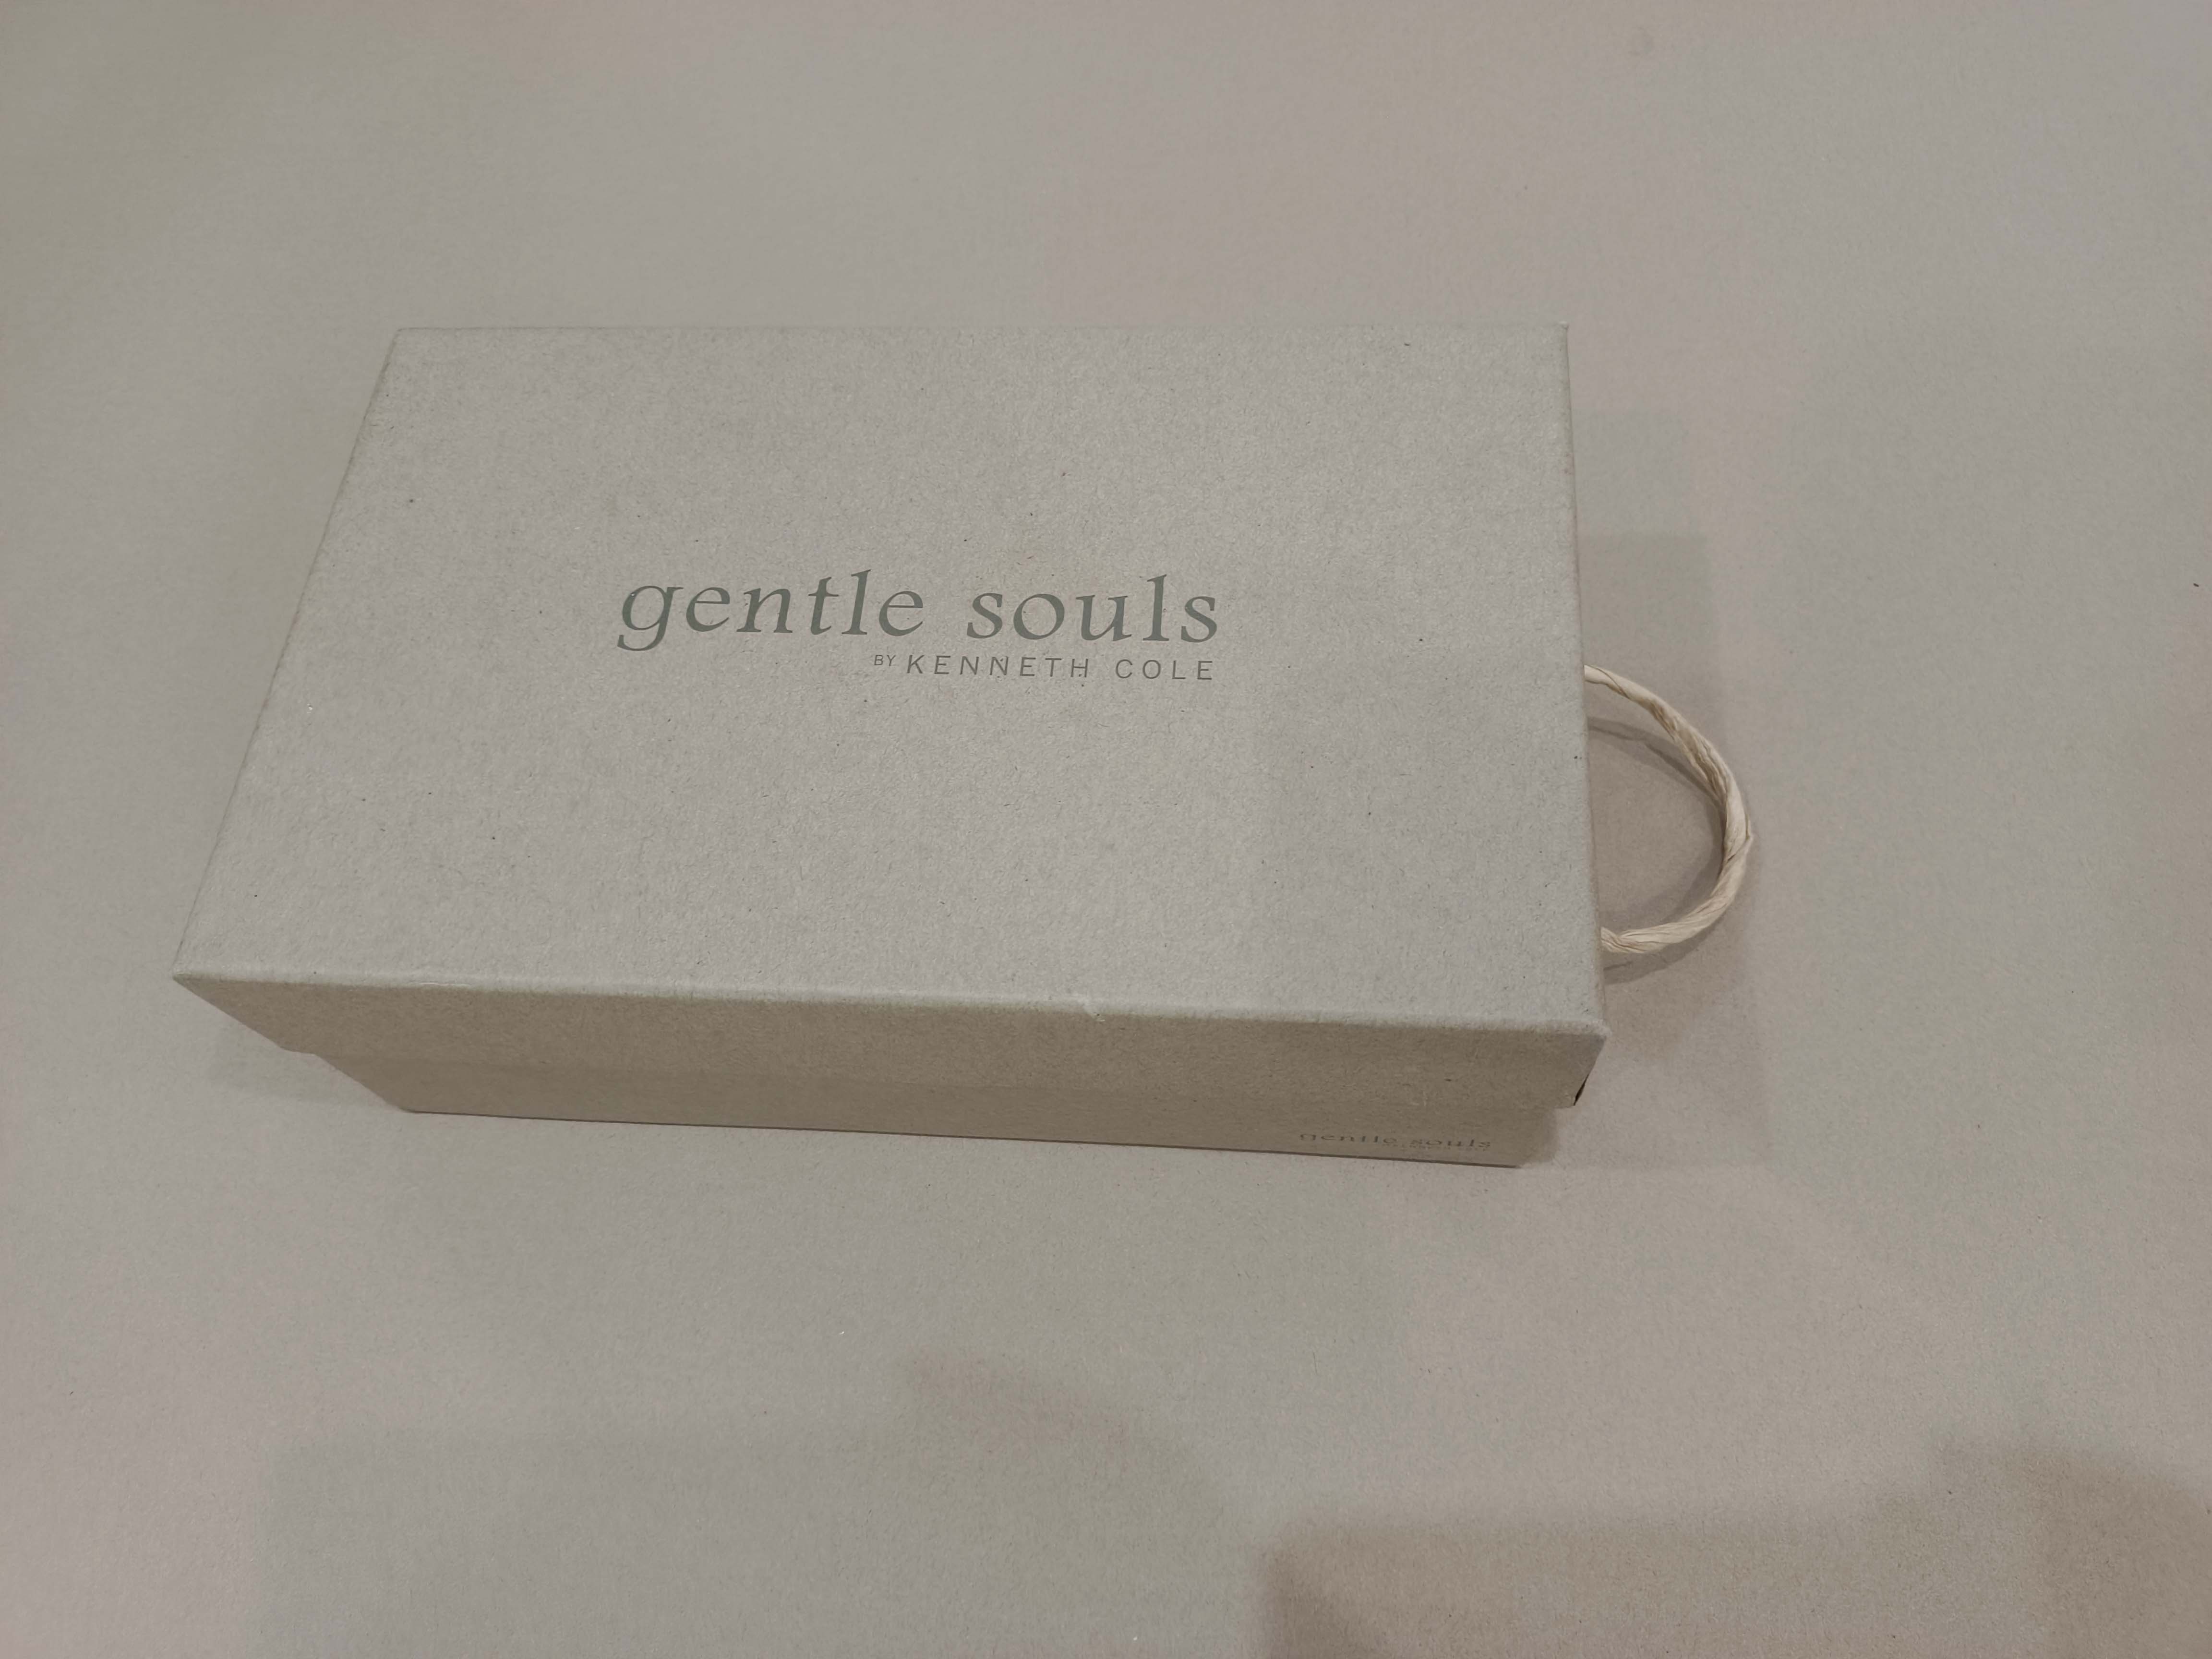 gentle souls
BY KENNETH COLE
gentle souls